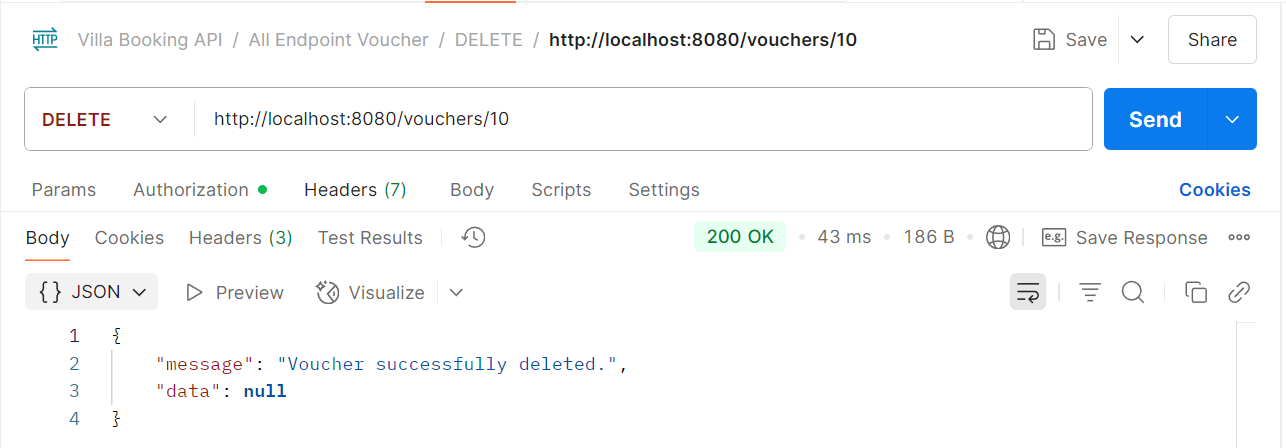 HTTP Villa Booking API / All Endpoint Voucher / DELETE / http://localhost:8080/vouchers/10 Save Share
DELETE http://localhost:8080/vouchers/10 Send
Params Authorization Headers (7) Body Scripts Settings Cookies
Body Cookies Headers (3) Test Results 200 OK • 43 ms • 186 B • e.g. Save Response
{} JSON Preview Visualize
1 {
2 "message": "Voucher successfully deleted.",
3 "data": null
4 }